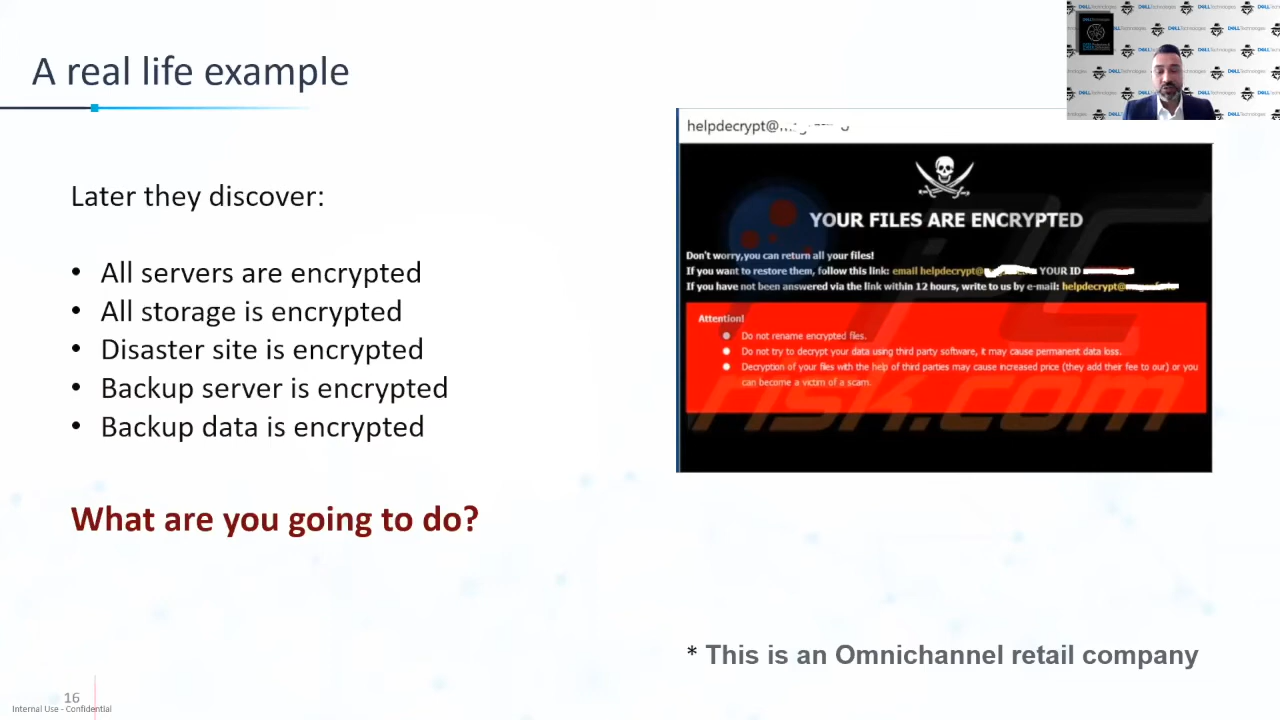 A real life example
Later they discover:
• All servers are encrypted
• All storage is encrypted
• Disaster site is encrypted
• Backup server is encrypted
• Backup data is encrypted
What are you going to do?
helpdecrypt@
YOUR FILES ARE ENCRYPTED
Don't worry,you can return all your files!
If you want to restore them, follow this link: email helpdecrypt@ YOUR ID
If you have not been answered via the link within 12 hours, write to us by e-mail: helpdecrypt@
Attention!
Do not rename encrypted files.
Do not try to decrypt your data using third party software, it may cause permanent data loss.
Decryption of your files with the help of third parties may cause increased price (they add their fee to our) or you
can become a victim of a scam.
risk.com
* This is an Omnichannel retail company
16
Internal Use - Confidential